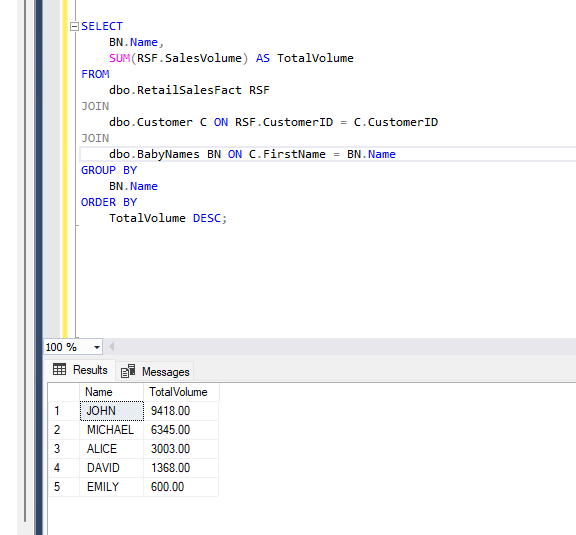 SELECT
BN.Name,
SUM(RSF.SalesVolume) AS TotalVolume
FROM
dbo.RetailSalesFact RSF
JOIN
dbo.Customer C ON RSF.CustomerID = C.CustomerID
JOIN
dbo.BabyNames BN ON C.FirstName = BN.Name
GROUP BY
BN.Name
ORDER BY
TotalVolume DESC;
100 %
Results Messages
Name TotalVolume
1 JOHN 9418.00
2 MICHAEL 6345.00
3 ALICE 3003.00
4 DAVID 1368.00
5 EMILY 600.00